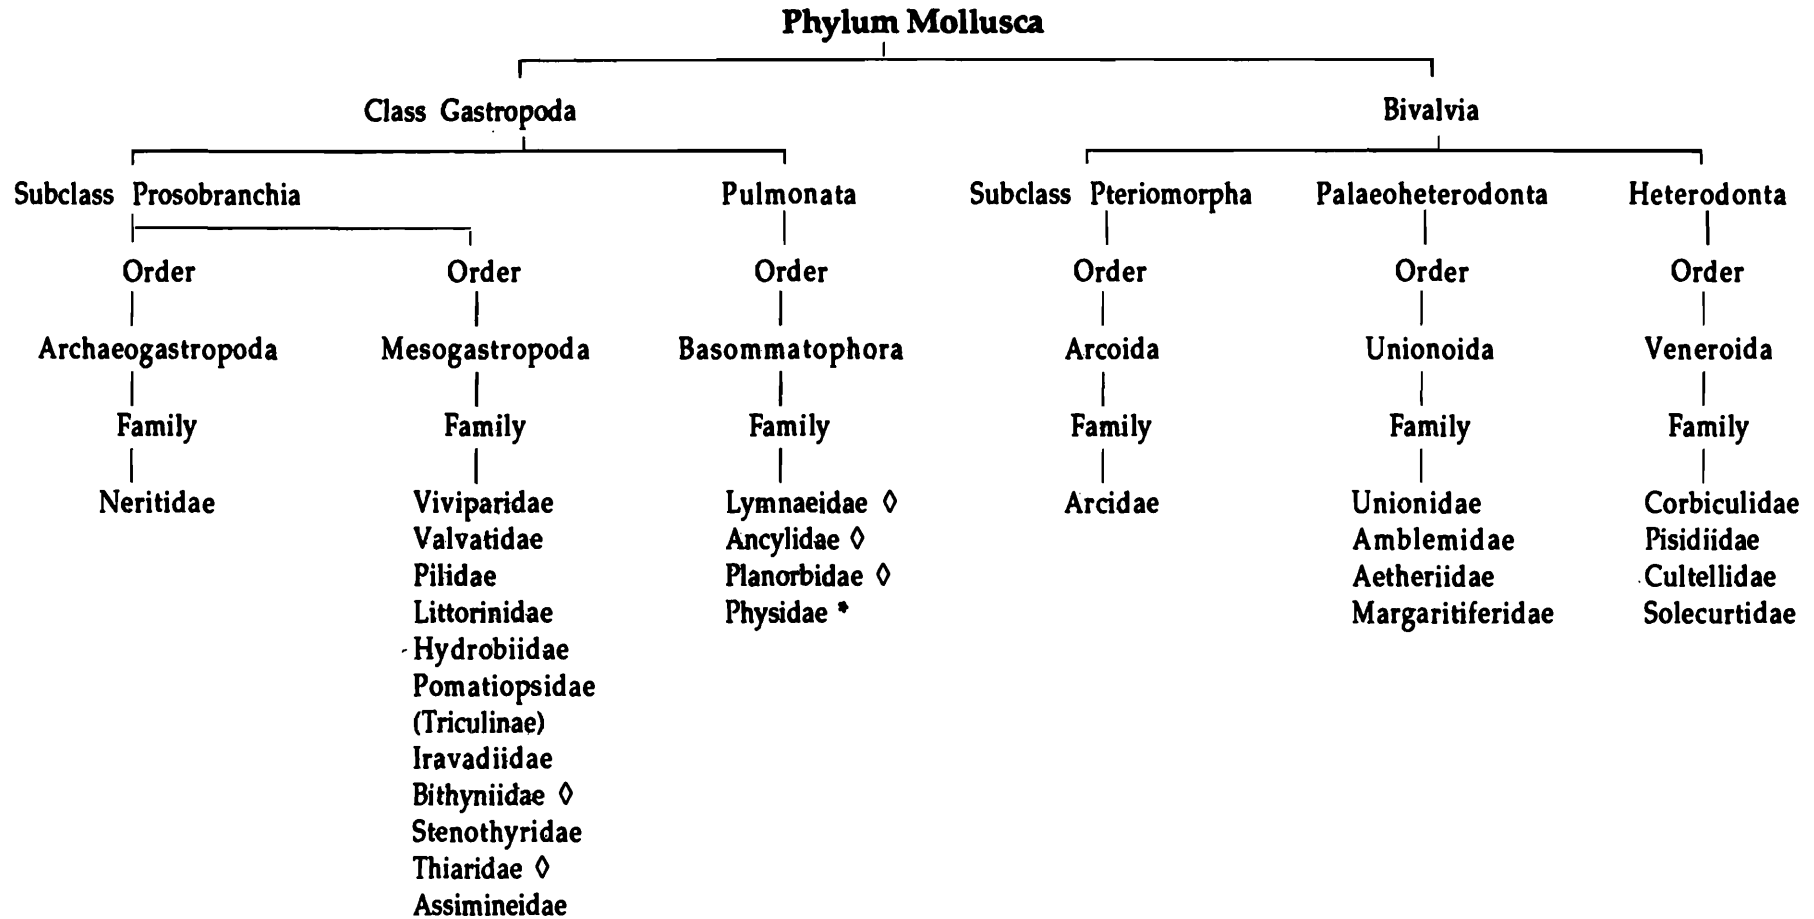 Phylum Mollusca
Class Gastropoda Bivalvia
Subclass Prosobranchia Pulmonata Subclass Pteriomorpha Palaeoheterodonta Heterodonta
Order Order Order Order Order Order
Archaeogastropoda Mesogastropoda Basommatophora Arcoida Unionoida Veneroida
Family Family Family Family Family Family
Neritidae Viviparidae Lymnaeidae ◊ Arcidae Unionidae Corbiculidae
Valvatidae Ancylidae ◊ Amblemidae Pisidiidae
Pilidae Planorbidae ◊ Aetheriidae Cultellidae
Littorinidae Physidae * Margaritiferidae Solecurtidae
Hydrobiidae
Pomatiopsidae
(Triculinae)
Iravadiidae
Bithyniidae ◊
Stenothyridae
Thiaridae ◊
Assimineidae